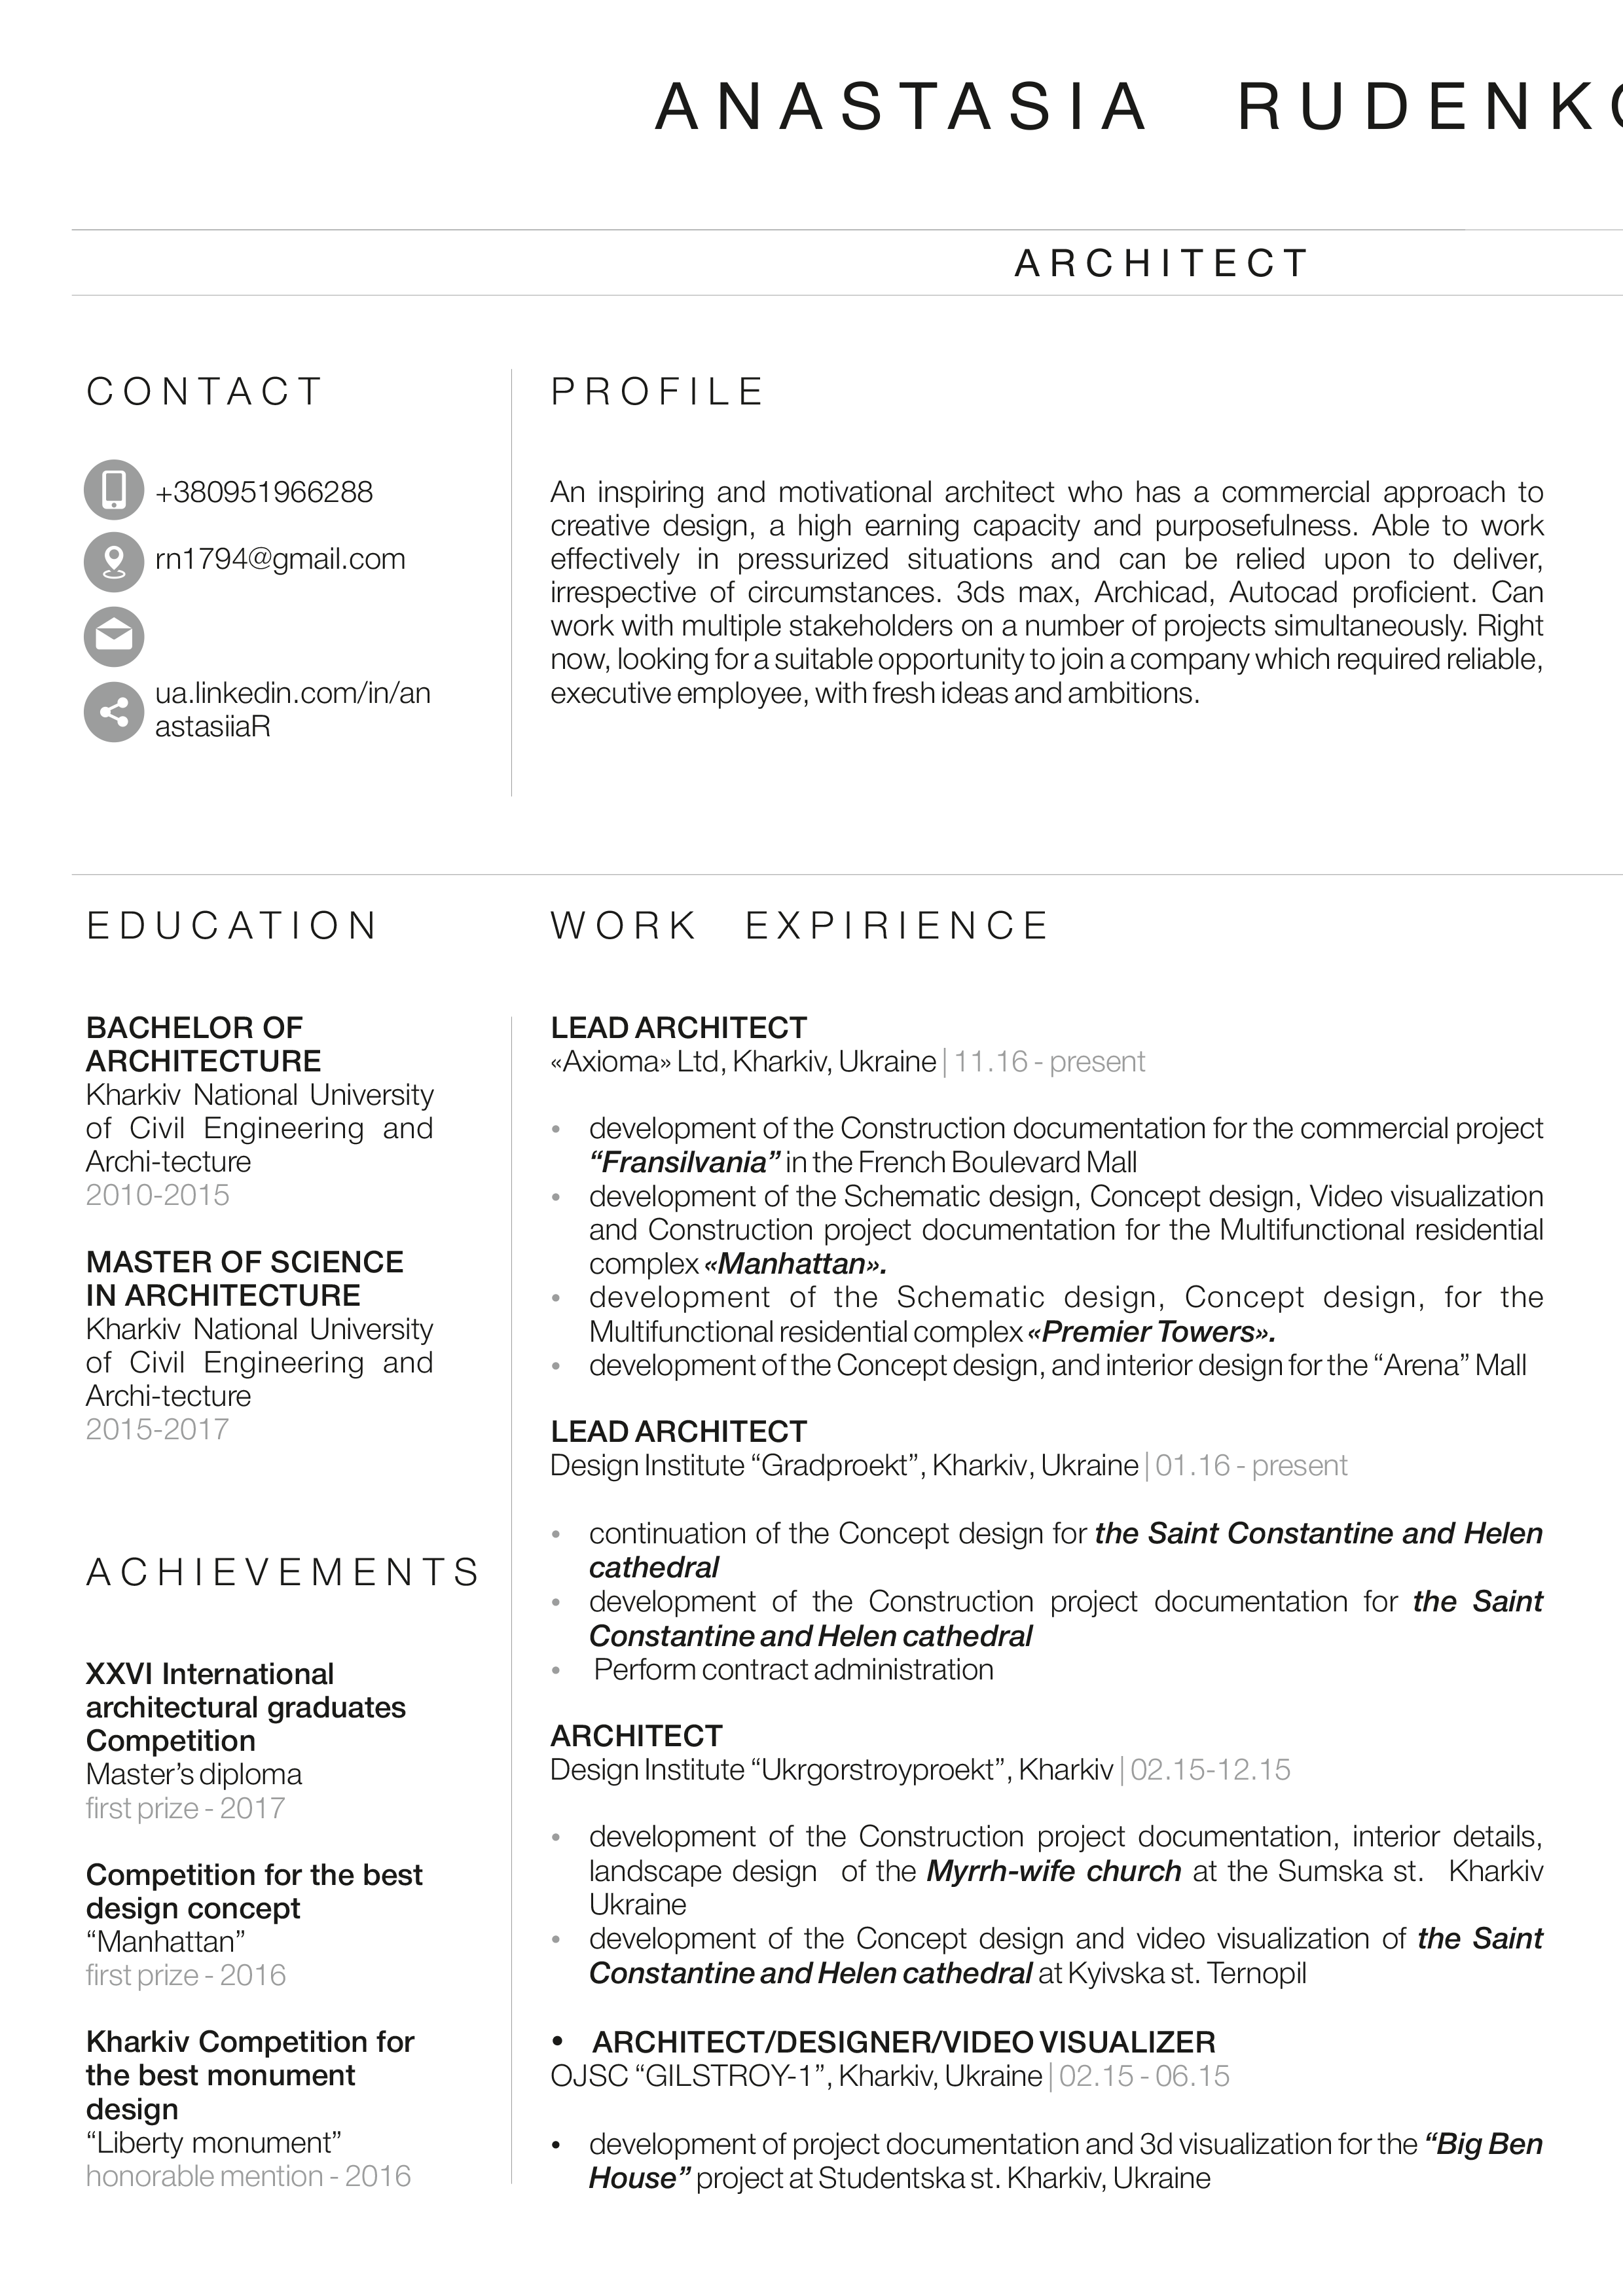 ANASTASIA RUDENKO
ARCHITECT
CONTACT
+380951966288
rn1794@gmail.com
ua.linkedin.com/in/an
astasiiaR
PROFILE
An inspiring and motivational architect who has a commercial approach to
creative design, a high earning capacity and purposefulness. Able to work
effectively in pressurized situations and can be relied upon to deliver,
irrespective of circumstances. 3ds max, Archicad, Autocad proficient. Can
work with multiple stakeholders on a number of projects simultaneously. Right
now, looking for a suitable opportunity to join a company which required reliable,
executive employee, with fresh ideas and ambitions.
EDUCATION
BACHELOR OF
ARCHITECTURE
Kharkiv National University
of Civil Engineering and
Archi-tecture
2010-2015
MASTER OF SCIENCE
IN ARCHITECTURE
Kharkiv National University
of Civil Engineering and
Archi-tecture
2015-2017
ACHIEVEMENTS
XXVI International
architectural graduates
Competition
Master's diploma
first prize - 2017
Competition for the best
design concept
“Manhattan”
first prize - 2016
Kharkiv Competition for
the best monument
design
“Liberty monument”
honorable mention - 2016
WORK EXPIRIENCE
LEAD ARCHITECT
«Axioma» Ltd, Kharkiv, Ukraine | 11.16 - present
• development of the Construction documentation for the commercial project
“Fransilvania” in the French Boulevard Mall
• development of the Schematic design, Concept design, Video visualization
and Construction project documentation for the Multifunctional residential
complex «Manhattan».
• development of the Schematic design, Concept design, for the
Multifunctional residential complex «Premier Towers».
• development of the Concept design, and interior design for the “Arena” Mall
LEAD ARCHITECT
Design Institute “Gradproekt”, Kharkiv, Ukraine | 01.16 - present
• continuation of the Concept design for the Saint Constantine and Helen
cathedral
• development of the Construction project documentation for the Saint
Constantine and Helen cathedral
• Perform contract administration
ARCHITECT
Design Institute “Ukrgorstroyproekt”, Kharkiv | 02.15-12.15
• development of the Construction project documentation, interior details,
landscape design of the Myrrh-wife church at the Sumska st. Kharkiv
Ukraine
• development of the Concept design and video visualization of the Saint
Constantine and Helen cathedral at Kyivska st. Ternopil
• ARCHITECT/DESIGNER/VIDEO VISUALIZER
OJSC “GILSTROY-1”, Kharkiv, Ukraine | 02.15 - 06.15
• development of project documentation and 3d visualization for the “Big Ben
House” project at Studentska st. Kharkiv, Ukraine